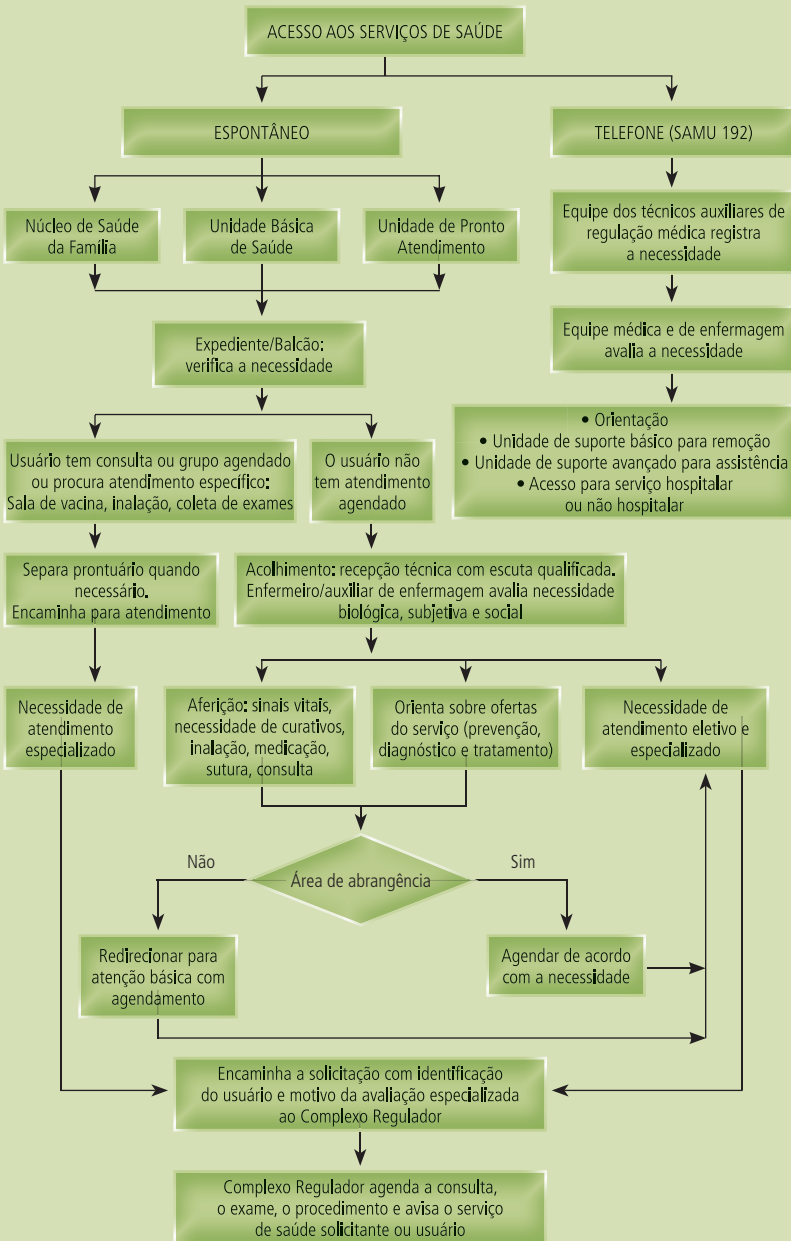 ACESSO AOS SERVIÇOS DE SAÚDE
ESPONTÂNEO
TELEFONE (SAMU 192)
Núcleo de Saúde
da Família
Unidade Básica
de Saúde
Unidade de Pronto
Atendimento
Equipe dos técnicos auxiliares de
regulação médica registra
a necessidade
Expediente/Balcão:
verifica a necessidade
Equipe médica e de enfermagem
avalia a necessidade
Usuário tem consulta ou grupo agendado
ou procura atendimento específico:
Sala de vacina, inalação, coleta de exames
O usuário não
tem atendimento
agendado
• Orientação
• Unidade de suporte básico para remoção
• Unidade de suporte avançado para assistência
• Acesso para serviço hospitalar
ou não hospitalar
Separa prontuário quando
necessário.
Encaminha para atendimento
Acolhimento: recepção técnica com escuta qualificada.
Enfermeiro/auxiliar de enfermagem avalia necessidade
biológica, subjetiva e social
Necessidade de
atendimento
especializado
Aferição: sinais vitais,
necessidade de curativos,
inalação, medicação,
sutura, consulta
Orienta sobre ofertas
do serviço (prevenção,
diagnóstico e tratamento)
Necessidade de
atendimento eletivo e
especializado
Não
Área de abrangência
Sim
Redirecionar para
atenção básica com
agendamento
Agendar de acordo
com a necessidade
Encaminha a solicitação com identificação
do usuário e motivo da avaliação especializada
ao Complexo Regulador
Complexo Regulador agenda a consulta,
o exame, o procedimento e avisa o serviço
de saúde solicitante ou usuário